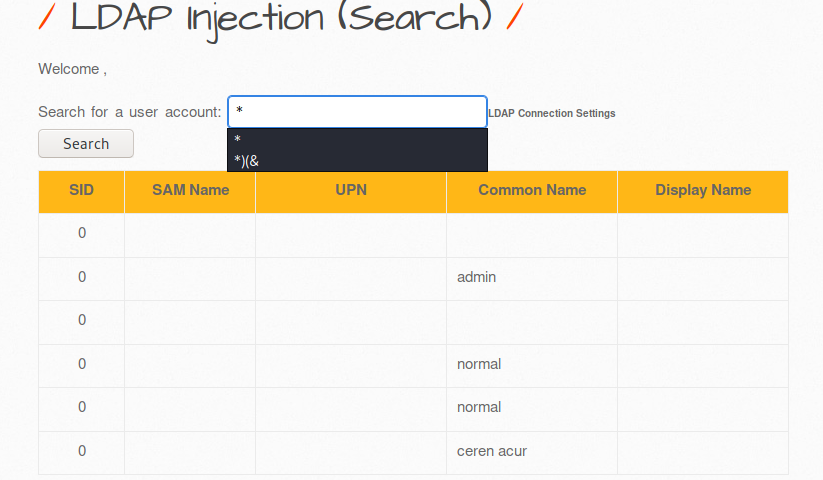 / LDAP Injection (Search) /
Welcome ,
Search for a user account: * LDAP Connection Settings
*
*)(&
Search
SID SAM Name UPN Common Name Display Name
0
0 admin
0
0 normal
0 normal
0 ceren acur